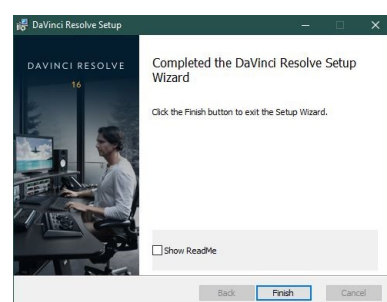 DaVinci Resolve Setup
DAVINCI RESOLVE
16
Completed the DaVinci Resolve Setup
Wizard
Click the Finish button to exit the Setup Wizard.
Show ReadMe
Back Finish Cancel